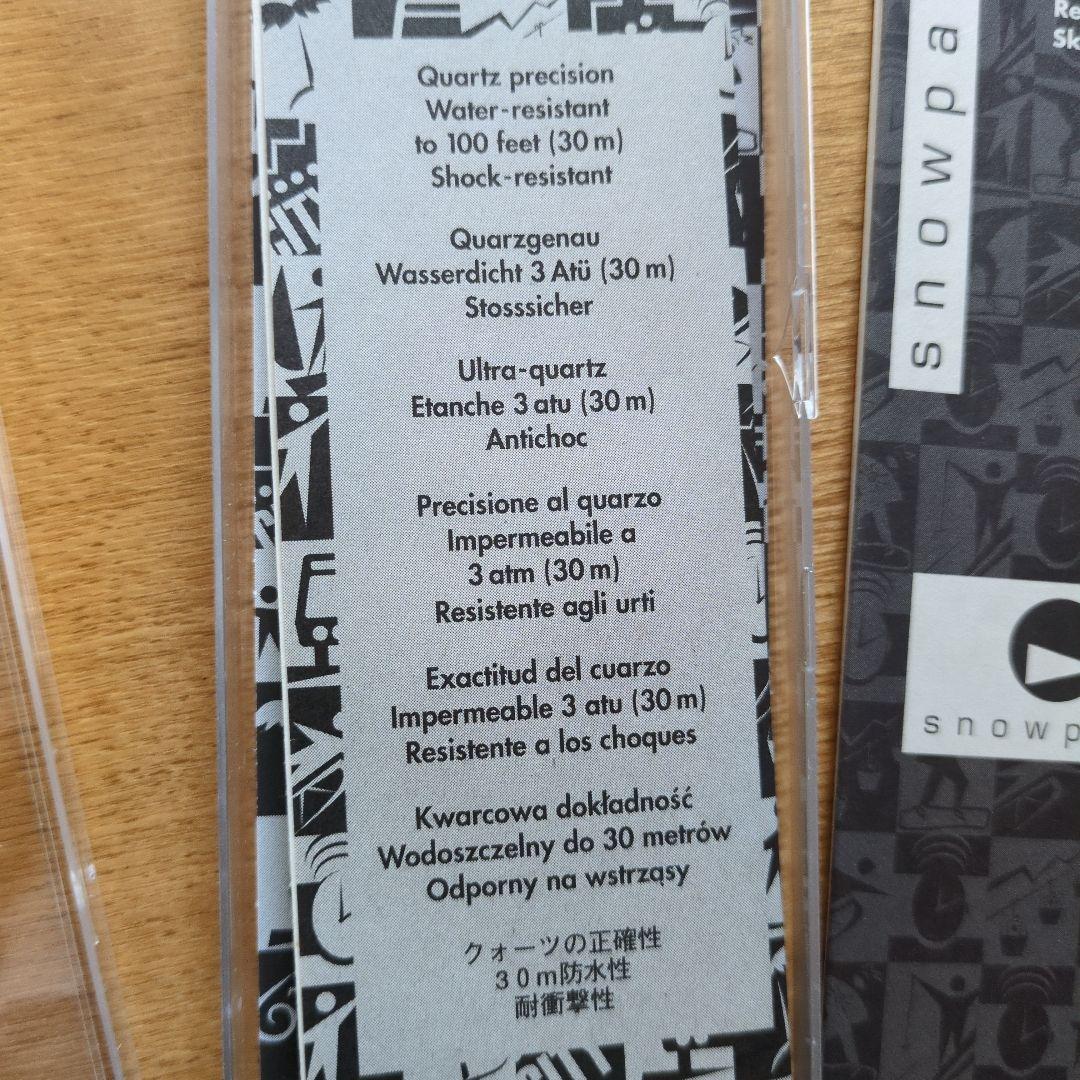 Quartz precision
Water-resistant
to 100 feet (30 m)
Shock-resistant
Quarzgenau
Wasserdicht 3 Atü (30 m)
Stosssicher
Ultra-quartz
Etanche 3 atu (30 m)
Antichoc
Precisione al quarzo
Impermeabile a
3 atm (30 m)
Resistente agli urti
Exactitud del cuarzo
Impermeable 3 atu (30 m)
Resistente a los choques
Kwarcowa dokładność
Wodoszczelny do 30 metrów
Odporny na wstrząsy
クォーツの正確性
30m防水性
耐衝撃性
snowpa
Re
Sk
snowp